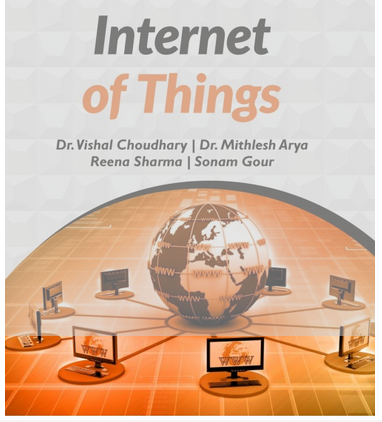 Internet
of Things
Dr. Vishal Choudhary | Dr. Mithlesh Arya
Reena Sharma | Sonam Gour